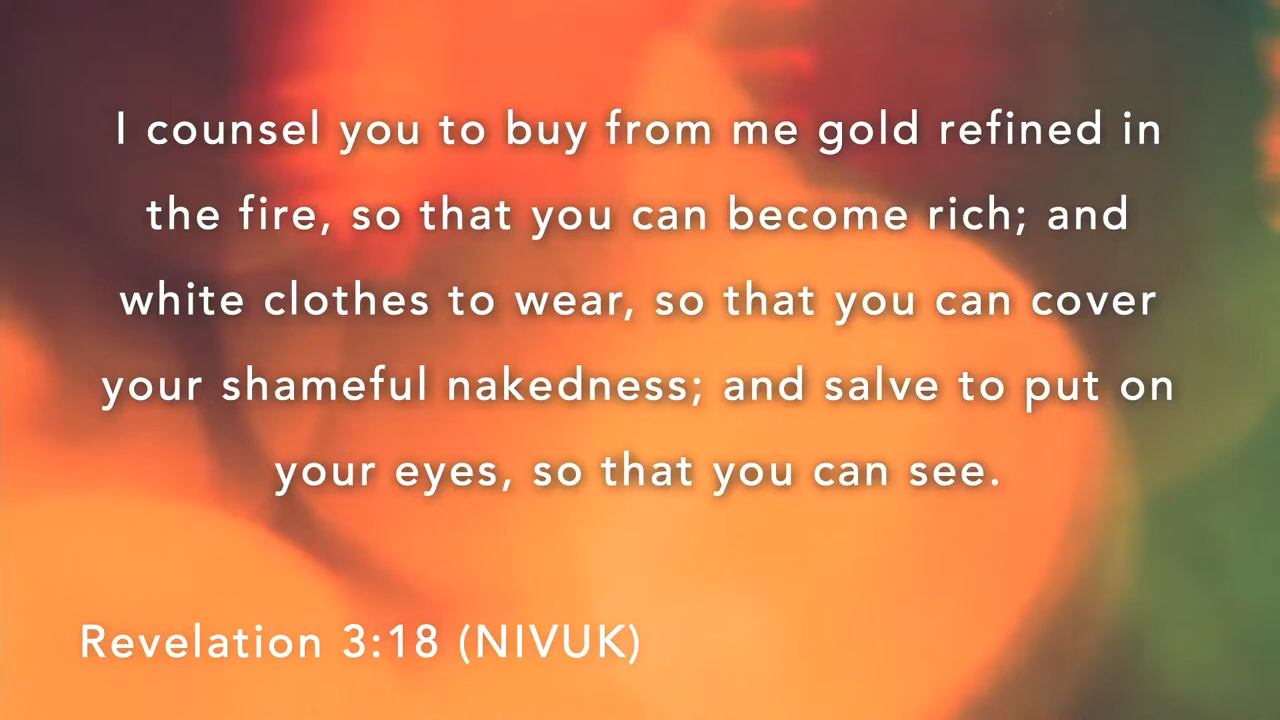 I counsel you to buy from me gold refined in
the fire, so that you can become rich; and
white clothes to wear, so that you can cover
your shameful nakedness; and salve to put on
your eyes, so that you can see.
Revelation 3:18 (NIVUK)